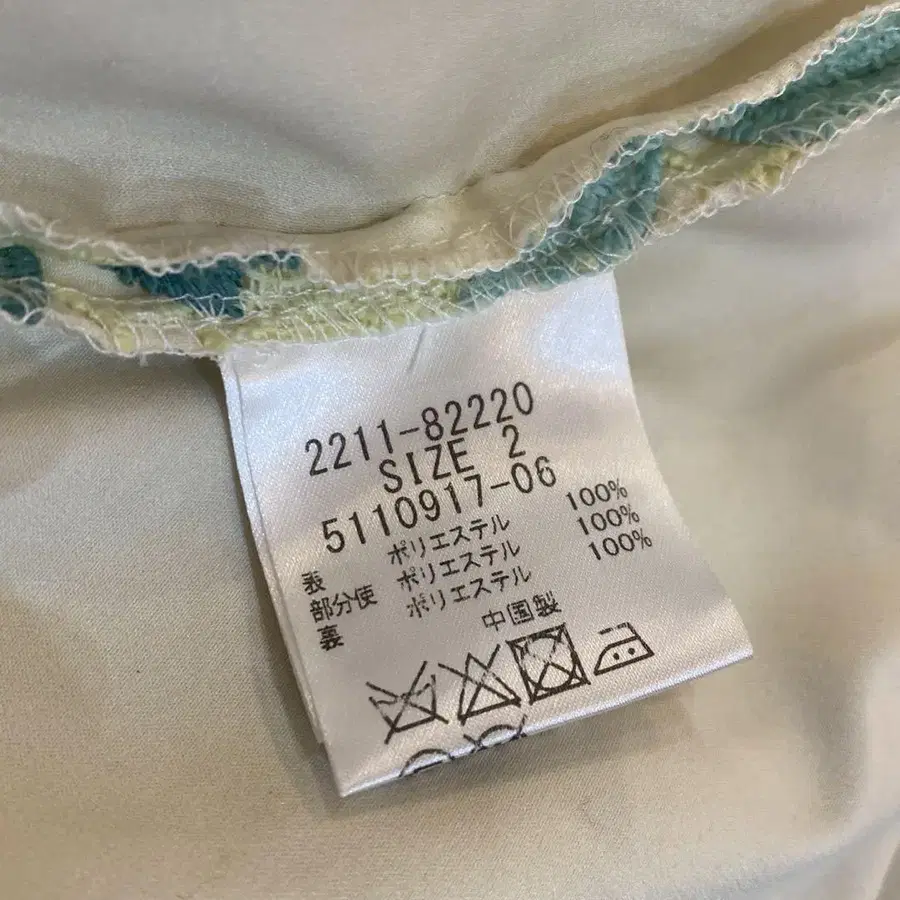 2211-82220
SIZE 2
5110917-06
表 ポリエステル 100%
部分使 ポリエステル 100%
裏 ポリエステル 100%
中国製